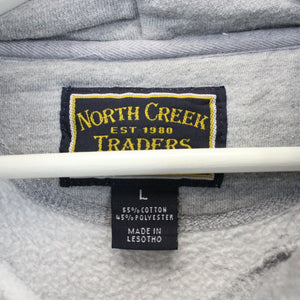 NORTH CREEK
EST 1980
TRADERS
L
55% COTTON
45% POLYESTER
MADE IN
LESOTHO